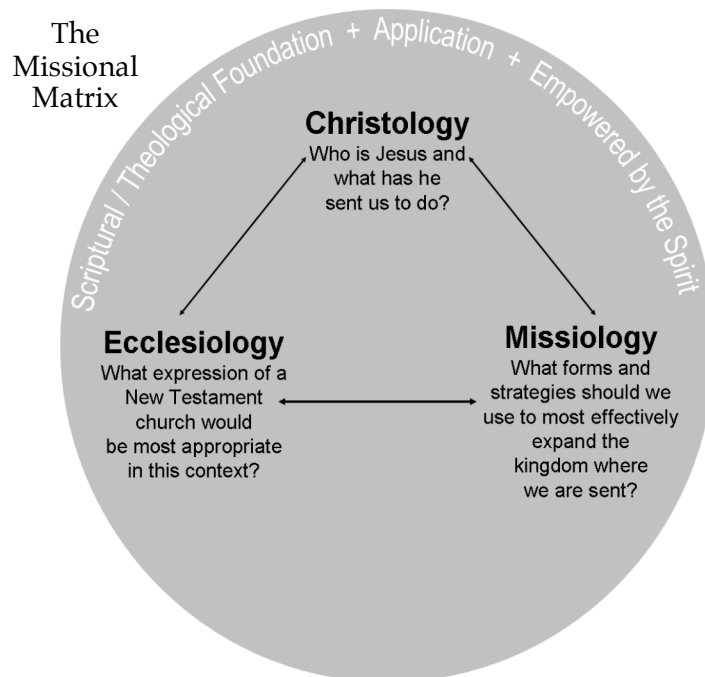 The
Missional
Matrix
Scriptural / Theological Foundation + Application + Empowered by the Spirit
Christology
Who is Jesus and
what has he
sent us to do?
Ecclesiology
What expression of a
New Testament
church would
be most appropriate
in this context?
Missiology
What forms and
strategies should we
use to most effectively
expand the
kingdom where
we are sent?